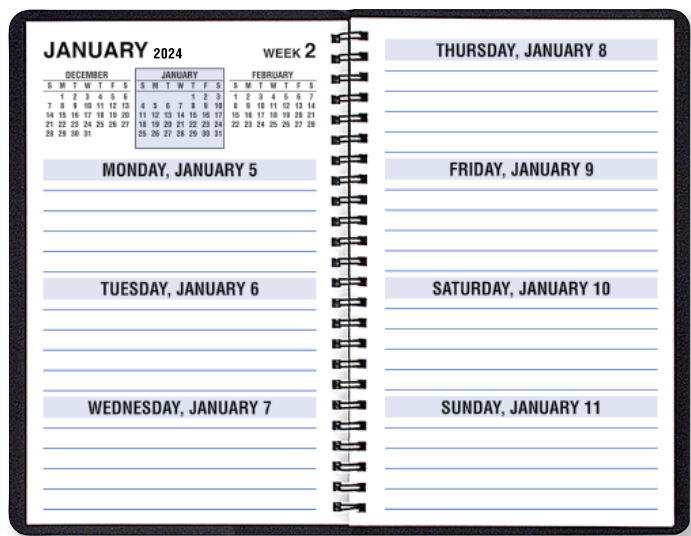 JANUARY 2024 WEEK 2
DECEMBER JANUARY FEBRUARY
S M T W T F S S M T W T F S S M T W T F S
1 2 3 4 5 6 1 2 3 1 2 3 4 5 6 7
7 8 9 10 11 12 13 4 5 6 7 8 9 10 8 9 10 11 12 13 14
14 15 16 17 18 19 20 11 12 13 14 15 16 17 15 16 17 18 19 20 21
21 22 23 24 25 26 27 18 19 20 21 22 23 24 22 23 24 25 26 27 28
28 29 30 31 25 26 27 28 29 30 31
MONDAY, JANUARY 5
TUESDAY, JANUARY 6
WEDNESDAY, JANUARY 7
THURSDAY, JANUARY 8
FRIDAY, JANUARY 9
SATURDAY, JANUARY 10
SUNDAY, JANUARY 11